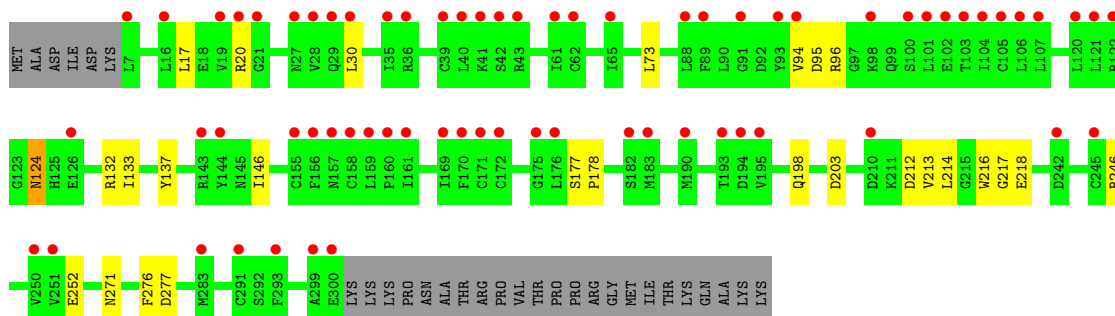 MET ALA ASP ILE ASP LYS L7 L16 L17 E18 V19 R20 G21 N27 V28 Q29 L30 I35 R36 C39 L40 K41 S42 R43 I61 C62 I65 L73 L88 F89 L90 G91 D92 Y93 V94 D95 R96 G97 K98 Q99 S100 L101 E102 T103 I104 C105 L106 L107 L120 L121 R122
G123 N124 H125 E126 R132 I133 Y137 R143 Y144 N145 I146 C155 F156 N157 C158 L159 P160 I161 I169 F170 C171 C172 G175 L176 S177 P178 S182 M183 M190 T193 D194 V195 Q198 D203 D210 K211 D212 V213 L214 G215 W216 G217 E218 D242 C245 R246
V250 V251 E252 N271 F276 D277 M283 C291 S292 F293 A299 E300 LYS LYS LYS PRO ASN ALA THR ARG PRO VAL THR PRO PRO ARG GLY MET ILE THR LYS GLN ALA LYS LYS